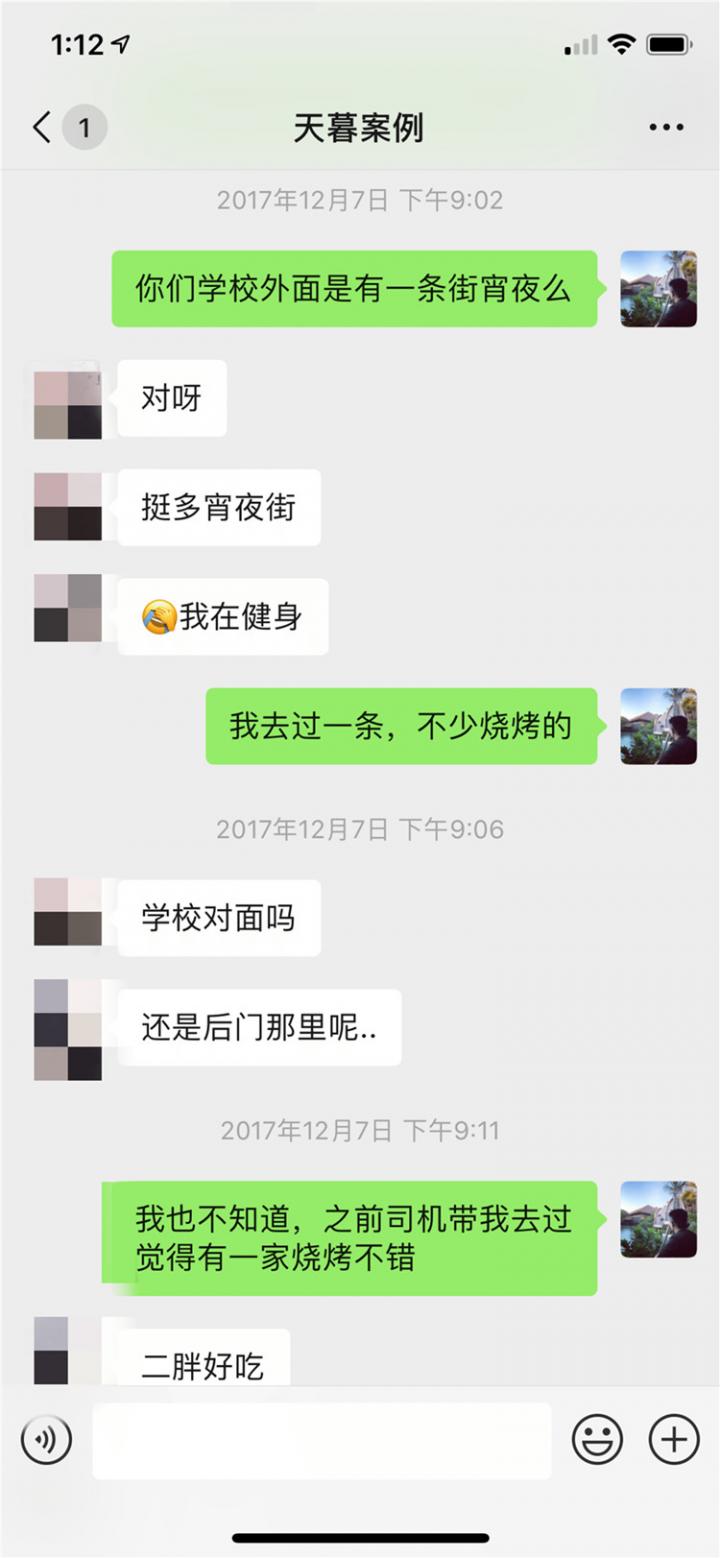 1:12
1
天暮案例
2017年12月7日 下午9:02
你们学校外面是有一条街宵夜么
对呀
挺多宵夜街
🤣我在健身
我去过一条，不少烧烤的
2017年12月7日 下午9:06
学校对面吗
还是后门那里呢..
2017年12月7日 下午9:11
我也不知道，之前司机带我去过
觉得有一家烧烤不错
二胖好吃